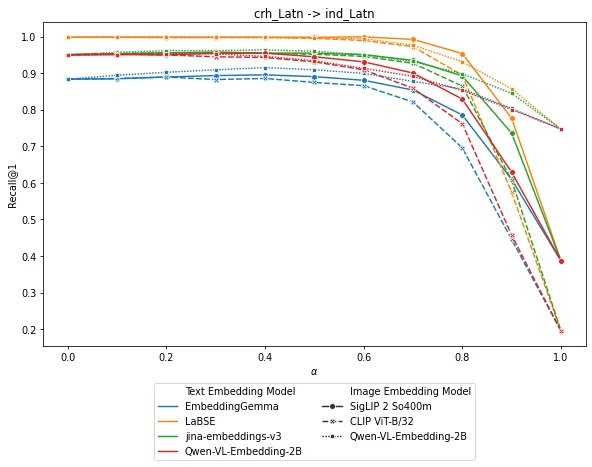 crh_Latn -> ind_Latn
Recall@1
1.0
0.9
0.8
0.7
0.6
0.5
0.4
0.3
0.2
0.0 0.2 0.4 0.6 0.8 1.0
α
Text Embedding Model
EmbeddingGemma
LaBSE
jina-embeddings-v3
Qwen-VL-Embedding-2B
Image Embedding Model
SigLIP 2 So400m
CLIP ViT-B/32
Qwen-VL-Embedding-2B